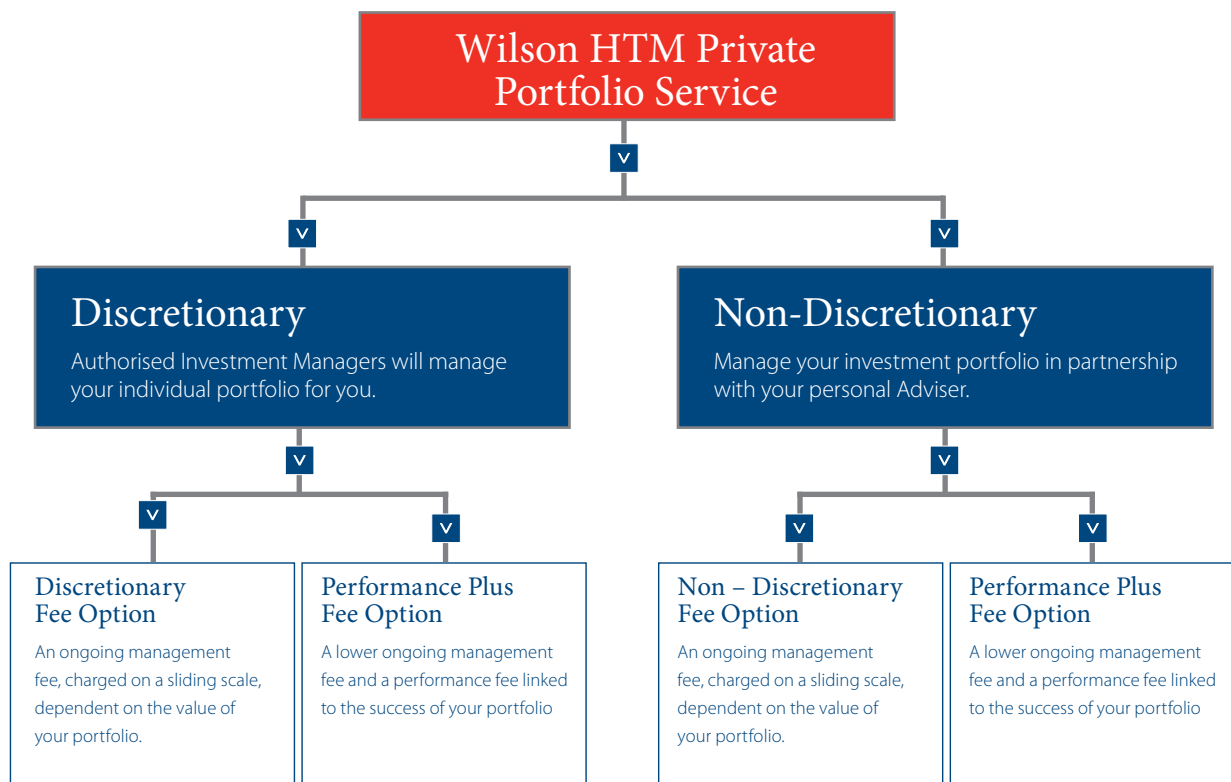 Wilson HTM Private
Portfolio Service
V
V
V
Discretionary
Authorised Investment Managers will manage
your individual portfolio for you.
Non-Discretionary
Manage your investment portfolio in partnership
with your personal Adviser.
V
V
V
V
V
V
Discretionary
Fee Option
An ongoing management
fee, charged on a sliding scale,
dependent on the value of
your portfolio.
Performance Plus
Fee Option
A lower ongoing management
fee and a performance fee linked
to the success of your portfolio
Non – Discretionary
Fee Option
An ongoing management
fee, charged on a sliding scale,
dependent on the value of
your portfolio.
Performance Plus
Fee Option
A lower ongoing management
fee and a performance fee linked
to the success of your portfolio